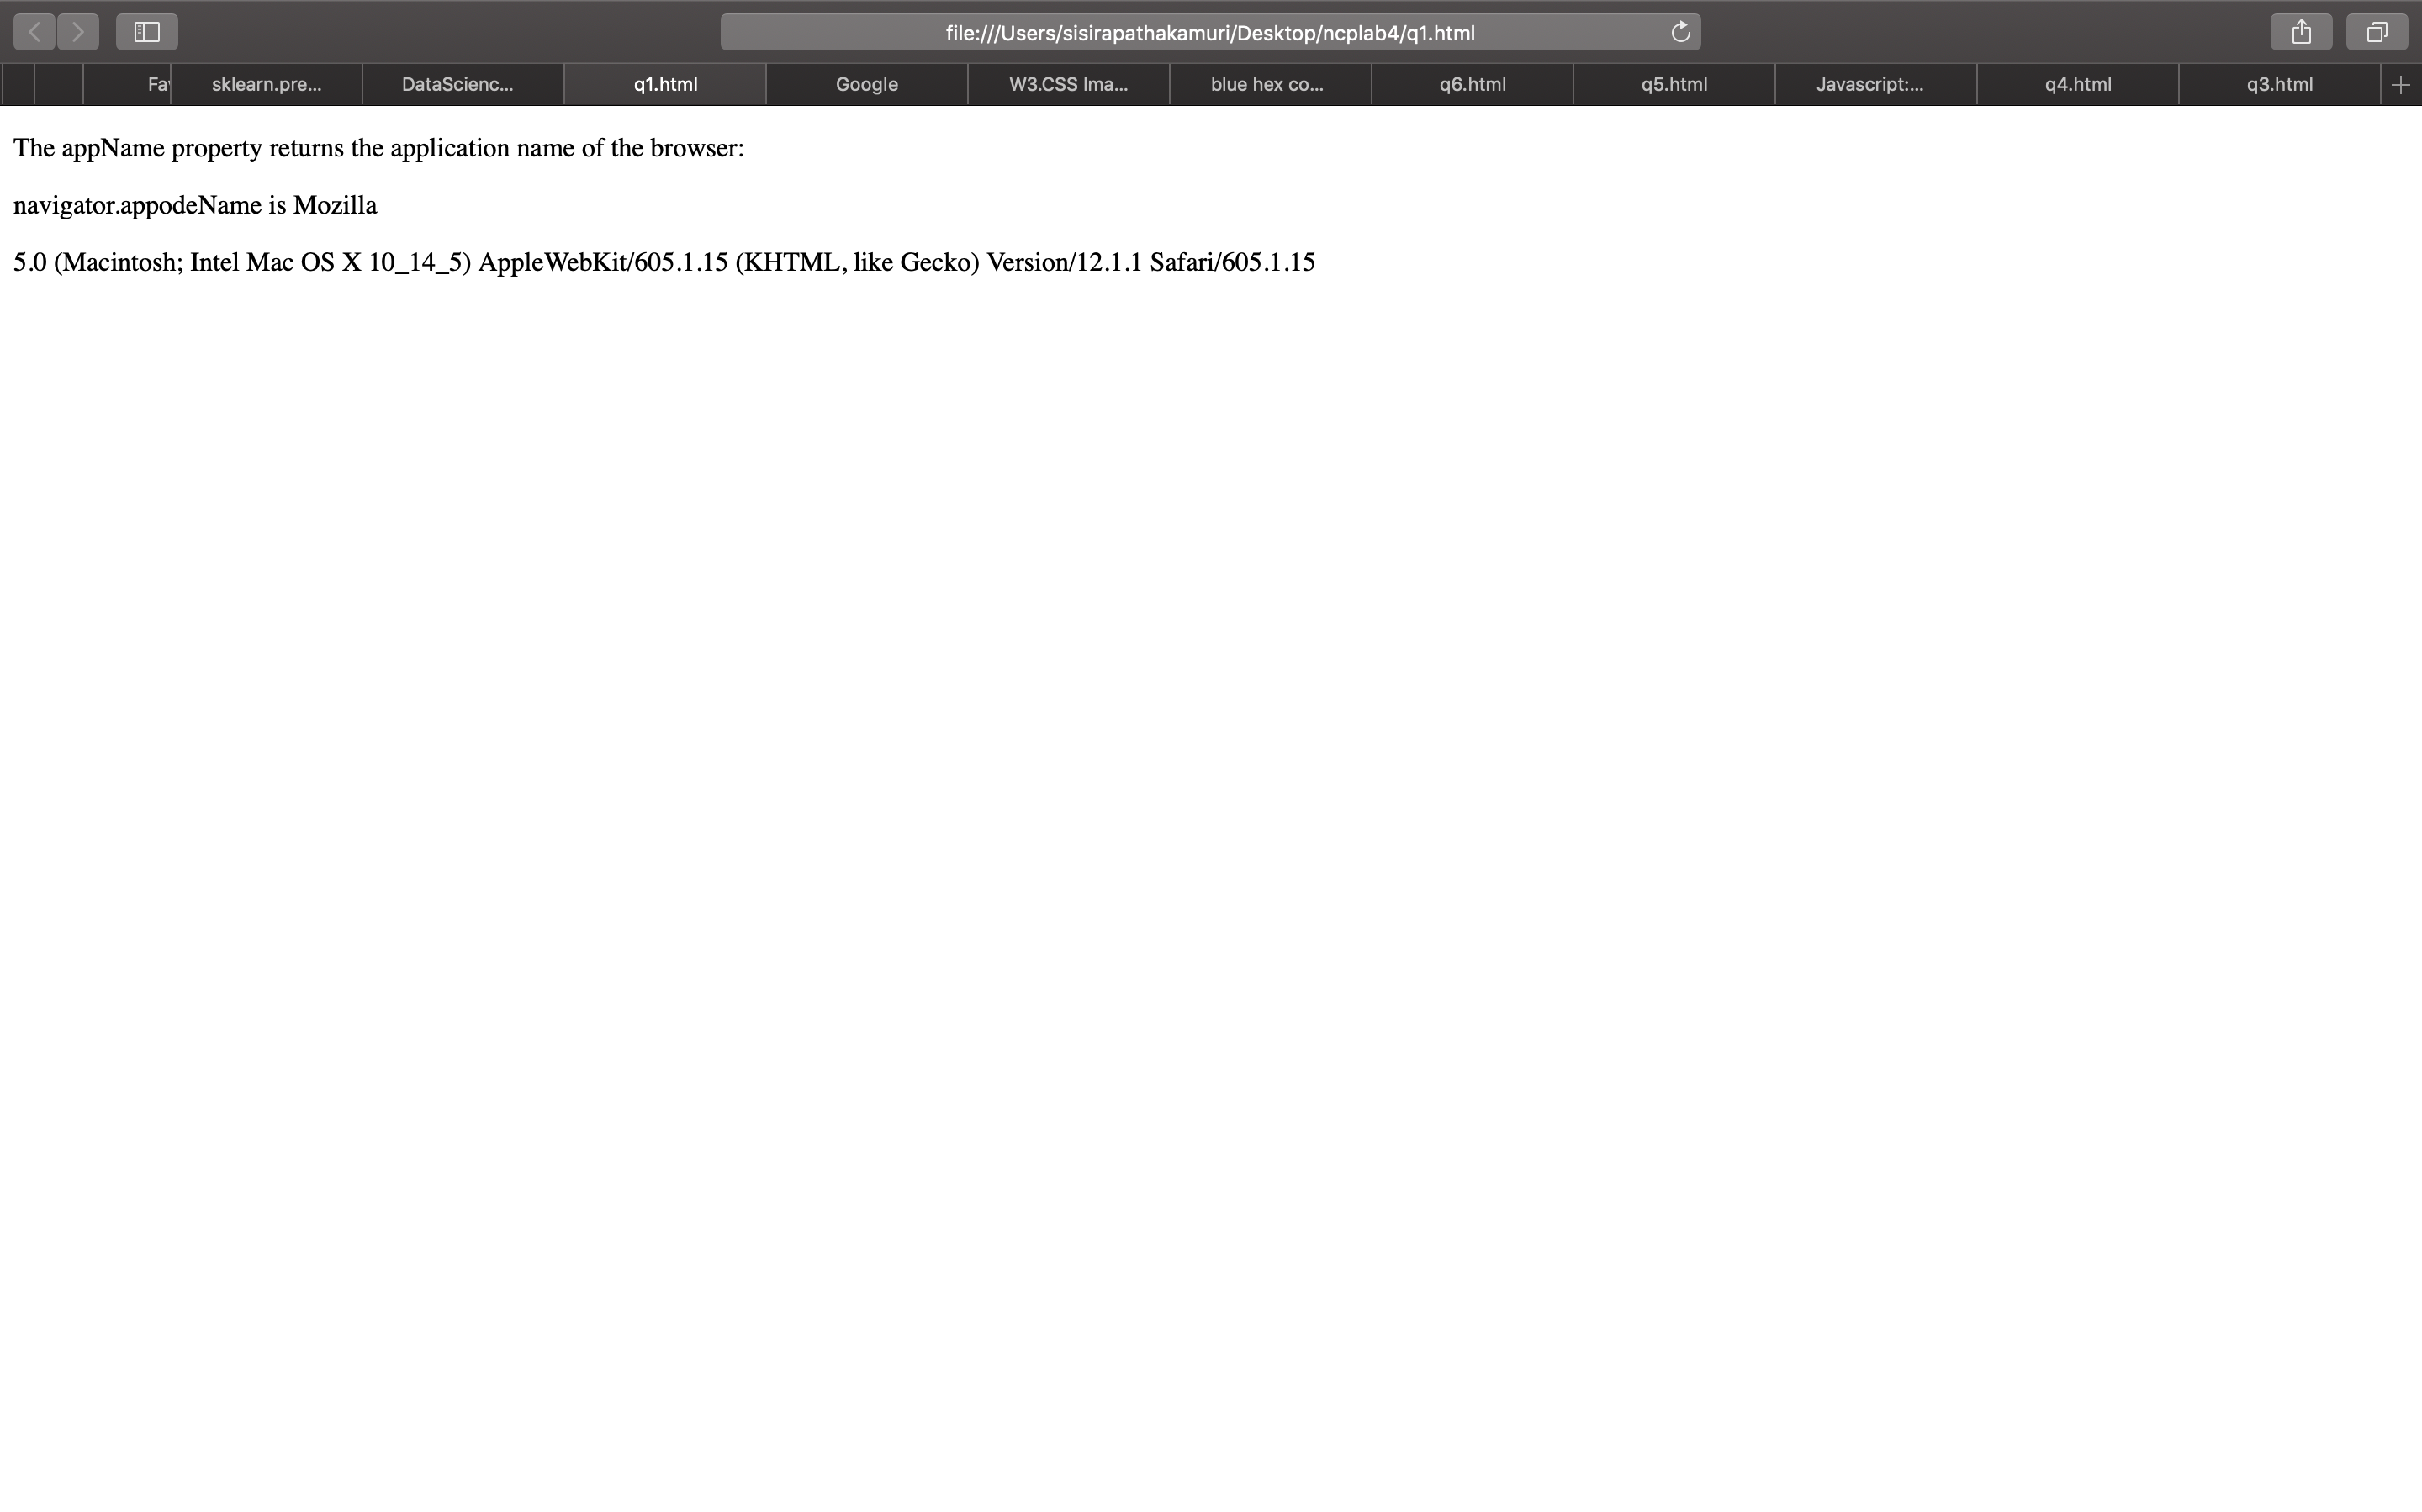 file:///Users/sisirapathakamuri/Desktop/ncplab4/q1.html
sklearn.pre... DataScienc... q1.html Google W3.CSS Ima... blue hex co... q6.html q5.html Javascript:... q4.html q3.html
The appName property returns the application name of the browser:
navigator.appodeName is Mozilla
5.0 (Macintosh; Intel Mac OS X 10_14_5) AppleWebKit/605.1.15 (KHTML, like Gecko) Version/12.1.1 Safari/605.1.15